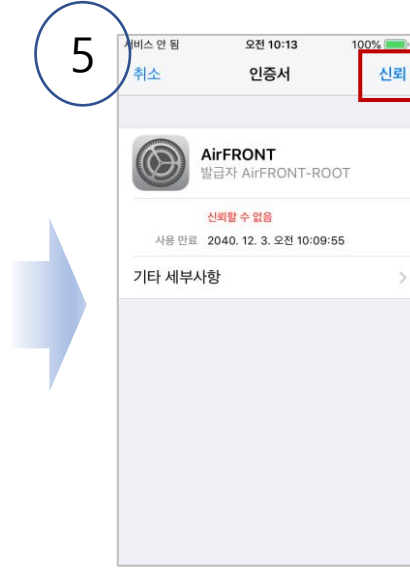 5
서비스 안 됨 오전 10:13 100%
취소 인증서 신뢰
AirFRONT
발급자 AirFRONT-ROOT
신뢰할 수 없음
사용 만료 2040. 12. 3. 오전 10:09:55
기타 세부사항